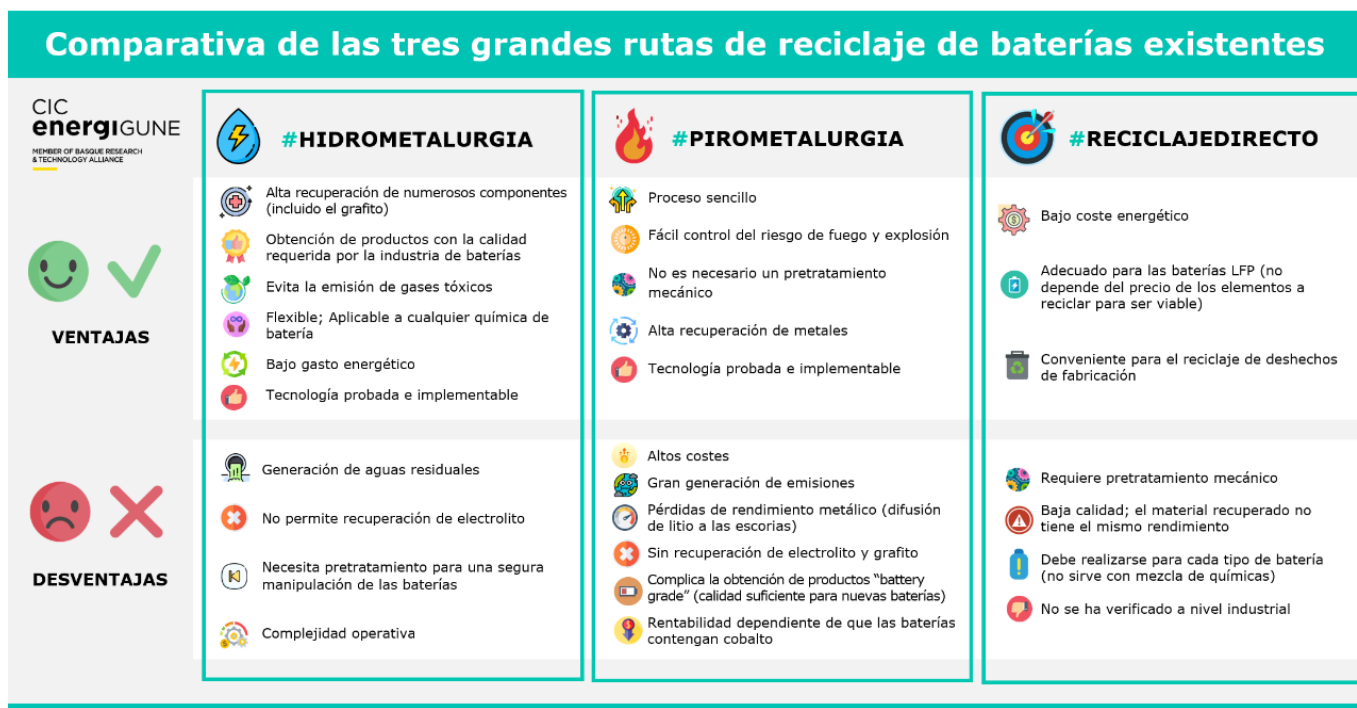 Comparativa de las tres grandes rutas de reciclaje de baterías existentes
CIC
energiGUNE
MEMBER OF BASQUE RESEARCH
& TECHNOLOGY ALLIANCE
#HIDROMETALURGIA
#PIROMETALURGIA
#RECICLAJEDIRECTO
VENTAJAS
Alta recuperación de numerosos componentes
(incluido el grafito)
Obtención de productos con la calidad
requerida por la industria de baterías
Evita la emisión de gases tóxicos
Flexible; Aplicable a cualquier química de
batería
Bajo gasto energético
Tecnología probada e implementable
Proceso sencillo
Fácil control del riesgo de fuego y explosión
No es necesario un pretratamiento
mecánico
Alta recuperación de metales
Tecnología probada e implementable
Bajo coste energético
Adecuado para las baterías LFP (no
depende del precio de los elementos a
reciclar para ser viable)
Conveniente para el reciclaje de deshechos
de fabricación
DESVENTAJAS
Generación de aguas residuales
No permite recuperación de electrolito
Necesita pretratamiento para una segura
manipulación de las baterías
Complejidad operativa
Altos costes
Gran generación de emisiones
Pérdidas de rendimiento metálico (difusión
de litio a las escorias)
Sin recuperación de electrolito y grafito
Complica la obtención de productos “battery
grade” (calidad suficiente para nuevas baterías)
Rentabilidad dependiente de que las baterías
contengan cobalto
Requiere pretratamiento mecánico
Baja calidad; el material recuperado no
tiene el mismo rendimiento
Debe realizarse para cada tipo de batería
(no sirve con mezcla de químicas)
No se ha verificado a nivel industrial